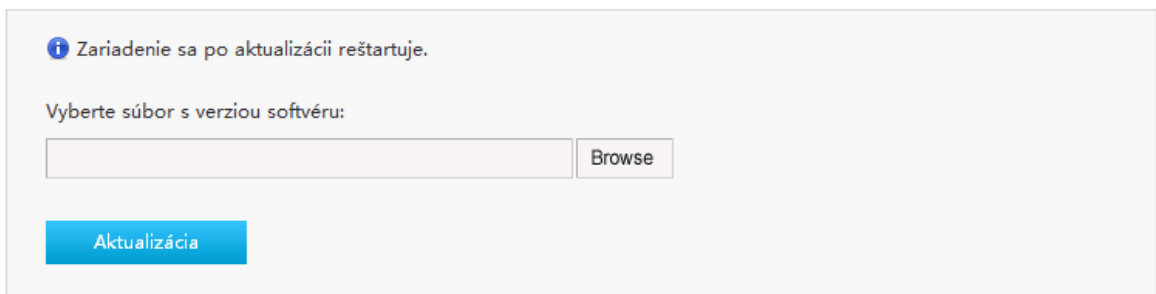 Zariadenie sa po aktualizácii reštartuje.
Vyberte súbor s verziou softvéru:
Browse
Aktualizácia